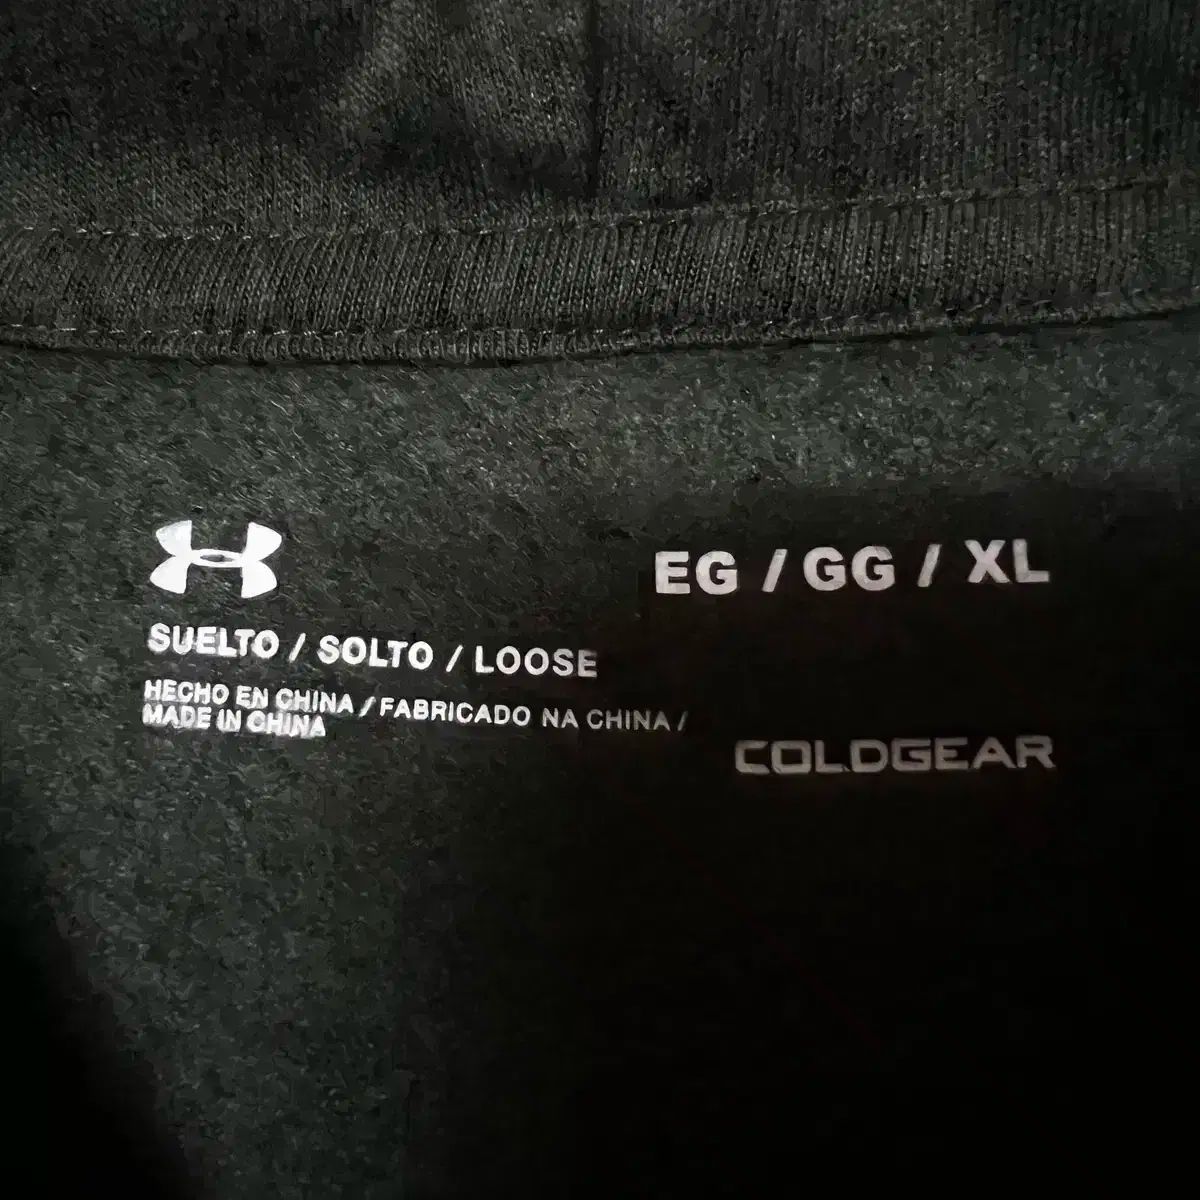 EG / GG / XL
SUELTO / SOLTO / LOOSE
HECHO EN CHINA / FABRICADO NA CHINA /
MADE IN CHINA
COLDGEAR